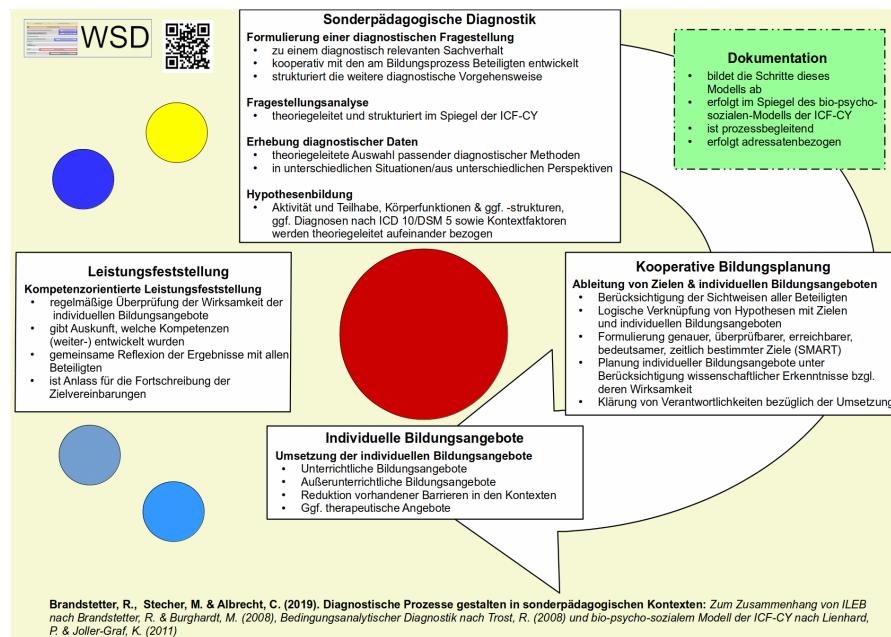 WSD
Sonderpädagogische Diagnostik
Formulierung einer diagnostischen Fragestellung
• zu einem diagnostisch relevanten Sachverhalt
• kooperativ mit den am Bildungsprozess Beteiligten entwickelt
• strukturiert die weitere diagnostische Vorgehensweise
Fragestellungsanalyse
• theoriegeleitet und strukturiert im Spiegel der ICF-CY
Erhebung diagnostischer Daten
• theoriegeleitete Auswahl passender diagnostischer Methoden
• in unterschiedlichen Situationen/aus unterschiedlichen Perspektiven
Hypothesenbildung
• Aktivität und Teilhabe, Körperfunktionen & ggf. -strukturen,
ggf. Diagnosen nach ICD 10/DSM 5 sowie Kontextfaktoren
werden theoriegeleitet aufeinander bezogen
Dokumentation
• bildet die Schritte dieses
Modells ab
• erfolgt im Spiegel des bio-psycho-
sozialen-Modells der ICF-CY
• ist prozessbegleitend
• erfolgt adressatenbezogen
Leistungsfeststellung
Kompetenzorientierte Leistungsfeststellung
• regelmäßige Überprüfung der Wirksamkeit der
individuellen Bildungsangebote
• gibt Auskunft, welche Kompetenzen
(weiter-) entwickelt wurden
• gemeinsame Reflexion der Ergebnisse mit allen
Beteiligten
• ist Anlass für die Fortschreibung der
Zielvereinbarungen
Kooperative Bildungsplanung
Ableitung von Zielen & individuellen Bildungsangeboten
• Berücksichtigung der Sichtweisen aller Beteiligten
• Logische Verknüpfung von Hypothesen mit Zielen
und individuellen Bildungsangeboten
• Formulierung genauer, überprüfbarer, erreichbarer,
bedeutsamer, zeitlich bestimmter Ziele (SMART)
• Planung individueller Bildungsangebote unter
Berücksichtigung wissenschaftlicher Erkenntnisse bzgl.
deren Wirksamkeit
• Klärung von Verantwortlichkeiten bezüglich der Umsetzung
Individuelle Bildungsangebote
Umsetzung der individuellen Bildungsangebote
• Unterrichtliche Bildungsangebote
• Außerunterrichtliche Bildungsangebote
• Reduktion vorhandener Barrieren in den Kontexten
• Ggf. therapeutische Angebote
Brandstetter, R., Stecher, M. & Albrecht, C. (2019). Diagnostische Prozesse gestalten in sonderpädagogischen Kontexten: Zum Zusammenhang von ILEB
nach Brandstetter, R. & Burghardt, M. (2008), Bedingungsanalytischer Diagnostik nach Trost, R. (2008) und bio-psycho-sozialem Modell der ICF-CY nach Lienhard,
P. & Joller-Graf, K. (2011)